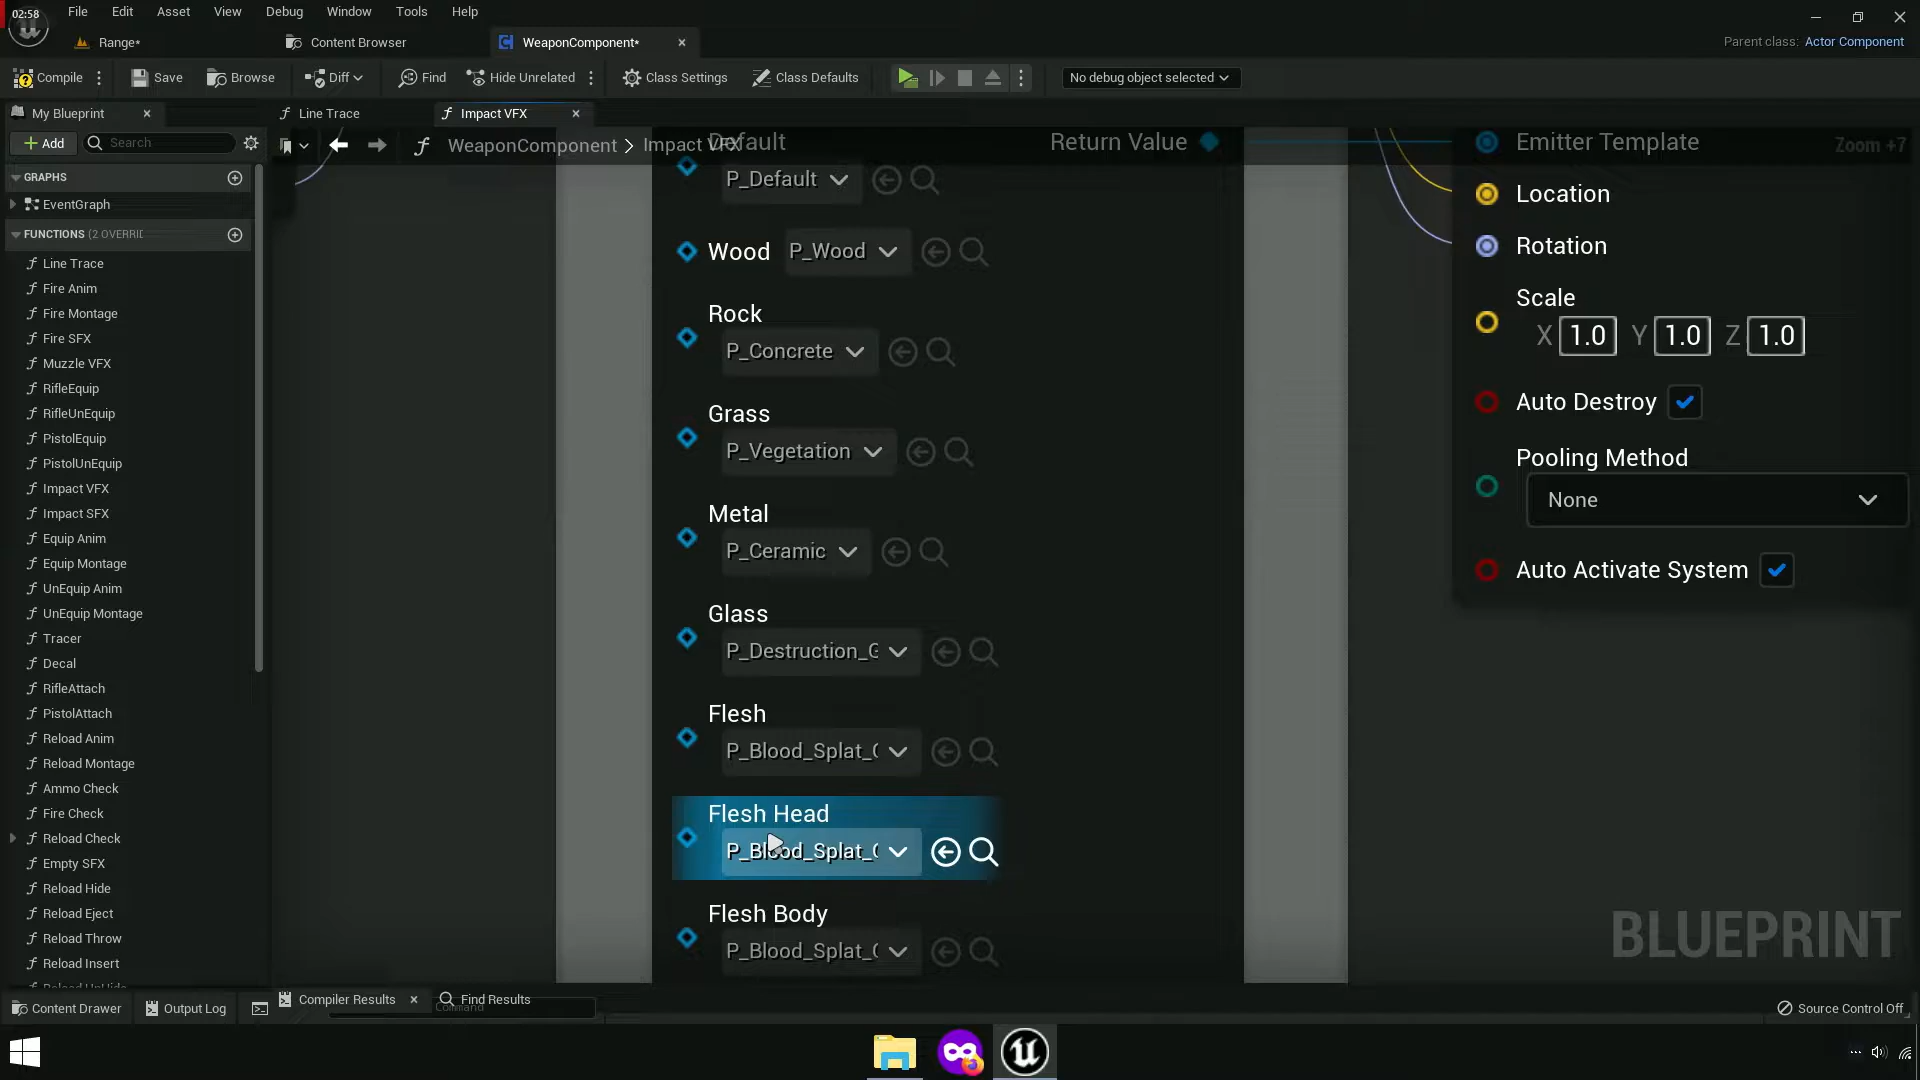 02:58
File Edit Asset View Debug Window Tools Help
Range* Content Browser WeaponComponent*
Parent class: Actor Component
Compile Save Browse Diff Find Hide Unrelated Class Settings Class Defaults No debug object selected
My Blueprint Line Trace Impact VFX
Add Search WeaponComponent > Impact VFX
Default Return Value
Zoom +7
GRAPHS
EventGraph
FUNCTIONS (2 OVERRI
Line Trace
Fire Anim
Fire Montage
Fire SFX
Muzzle VFX
RifleEquip
RifleUnEquip
PistolEquip
PistolUnEquip
Impact VFX
Impact SFX
Equip Anim
Equip Montage
UnEquip Anim
UnEquip Montage
Tracer
Decal
RifleAttach
PistolAttach
Reload Anim
Reload Montage
Ammo Check
Fire Check
Reload Check
Empty SFX
Reload Hide
Reload Eject
Reload Throw
Reload Insert
Reload UnHide
P_Default
Wood P_Wood
Rock
P_Concrete
Grass
P_Vegetation
Metal
P_Ceramic
Glass
P_Destruction_G
Flesh
P_Blood_Splat_C
Flesh Head
P_Blood_Splat_C
Flesh Body
P_Blood_Splat_C
Emitter Template
Location
Rotation
Scale
X 1.0 Y 1.0 Z 1.0
Auto Destroy
Pooling Method
None
Auto Activate System
BLUEPRINT
Content Drawer Output Log Compiler Results Find Results
Command
Source Control Off